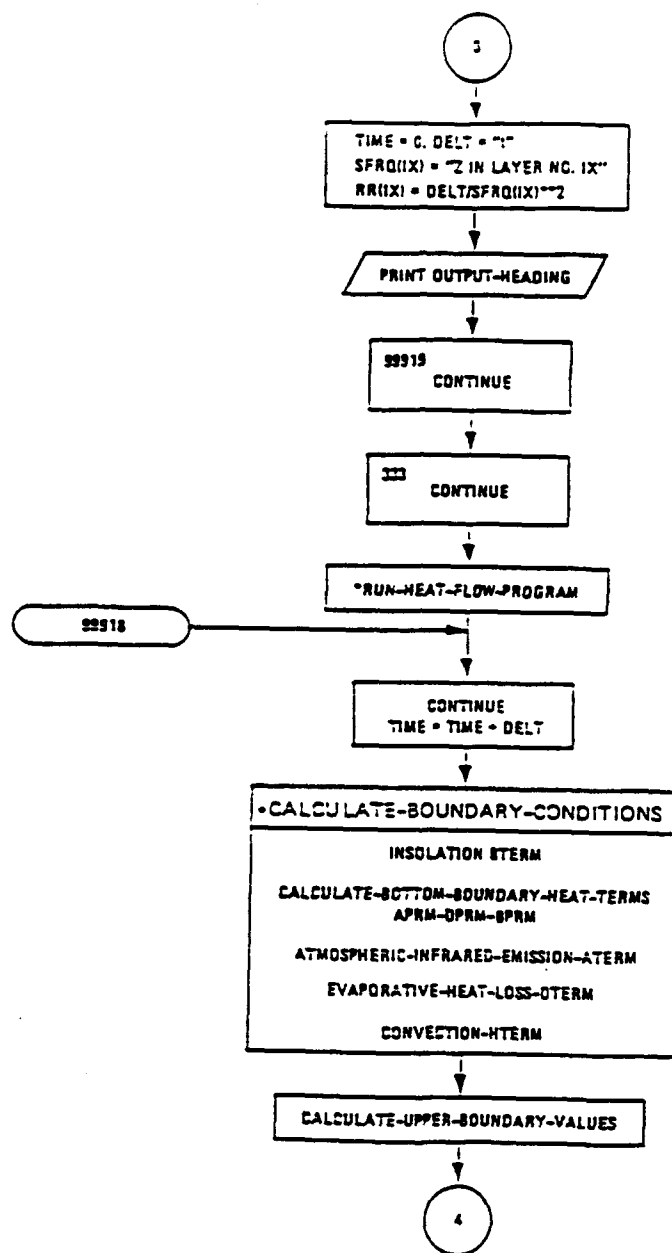 3
TIME = 0. DELT = "1"
SFRQ(IX) = "Z IN LAYER NO. IX"
RR(IX) = DELT/SFRQ(IX)**2
PRINT OUTPUT-HEADING
99919
CONTINUE
333
CONTINUE
*RUN-HEAT-FLOW-PROGRAM
99918
CONTINUE
TIME = TIME + DELT
*CALCULATE-BOUNDARY-CONDITIONS
INSOLATION BTERM
CALCULATE-BOTTOM-BOUNDARY-HEAT-TERMS
APRM-DPRM-BPRM
ATMOSPHERIC-INFRARED-EMISSION-ATERM
EVAPORATIVE-HEAT-LOSS-DTERM
CONVECTION-HTERM
CALCULATE-UPPER-BOUNDARY-VALUES
4